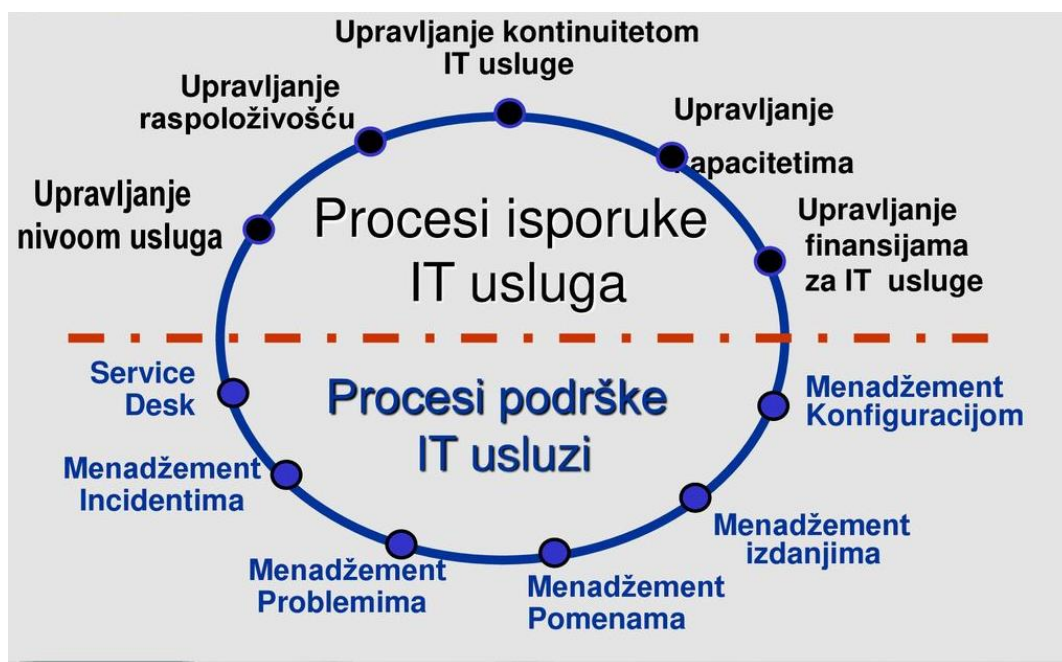 Upravljanje kontinuitetom
IT usluge
Upravljanje
raspoloživošću
Upravljanje
kapacitetima
Upravljanje
nivoom usluga
Procesi isporuke
IT usluga
Upravljanje
finansijama
za IT usluge
Service
Desk
Procesi podrške
IT usluzi
Menadžement
Konfiguracijom
Menadžement
Incidentima
Menadžement
izdanjima
Menadžement
Problemima
Menadžement
Pomenama